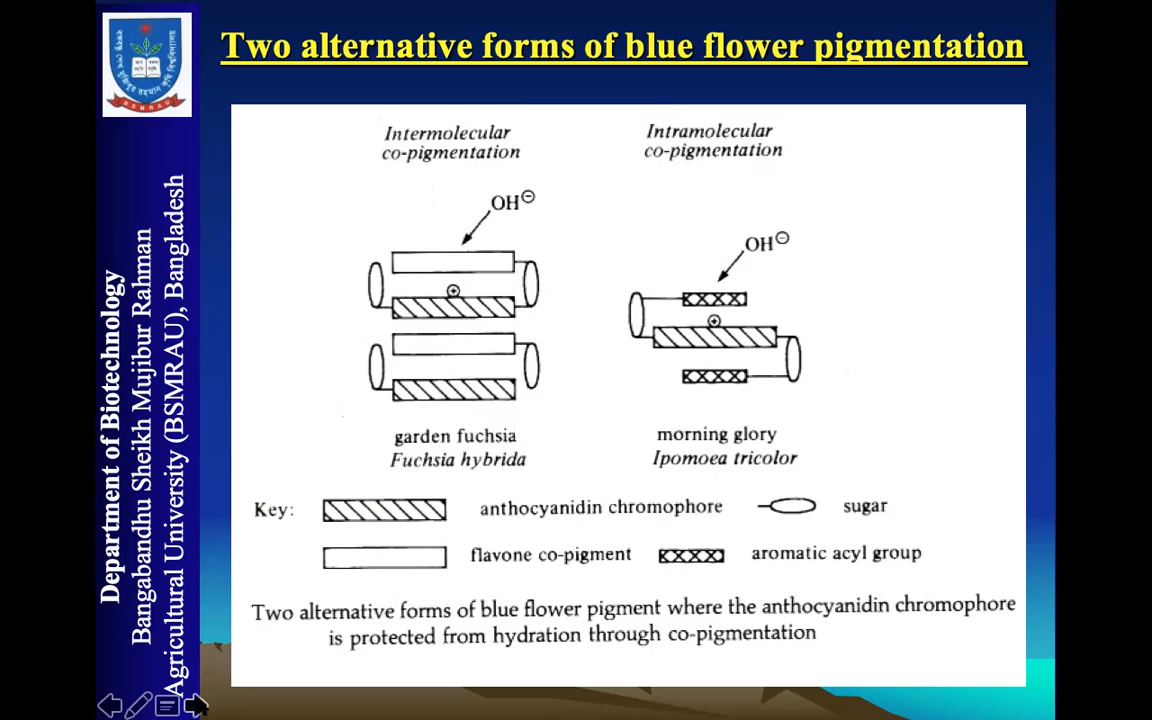 Two alternative forms of blue flower pigmentation
Department of Biotechnology
Bangabandhu Sheikh Mujibur Rahman
Agricultural University (BSMRAU), Bangladesh
BSMRAU
Intermolecular
co-pigmentation
OH⊖
⊕
garden fuchsia
Fuchsia hybrida
Intramolecular
co-pigmentation
OH⊖
⊕
morning glory
Ipomoea tricolor
Key:
anthocyanidin chromophore
sugar
flavone co-pigment
aromatic acyl group
Two alternative forms of blue flower pigment where the anthocyanidin chromophore
is protected from hydration through co-pigmentation